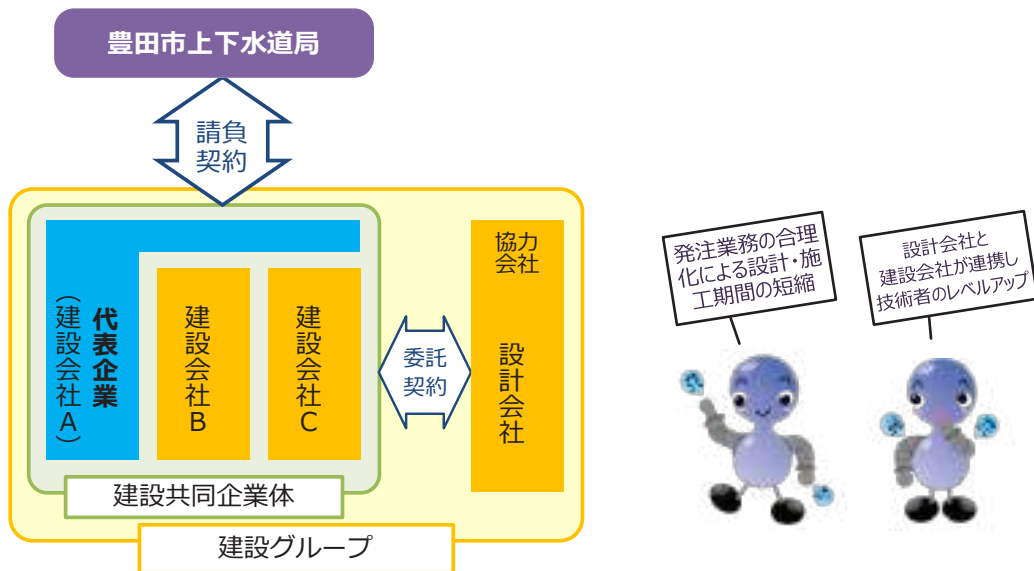 豊田市上下水道局
請負
契約
代表企業
（建設会社A）
建設会社B
建設会社C
委託
契約
協力
会社
設計会社
建設共同企業体
建設グループ
発注業務の合理
化による設計・施
工期間の短縮
設計会社と
建設会社が連携し
技術者のレベルアップ